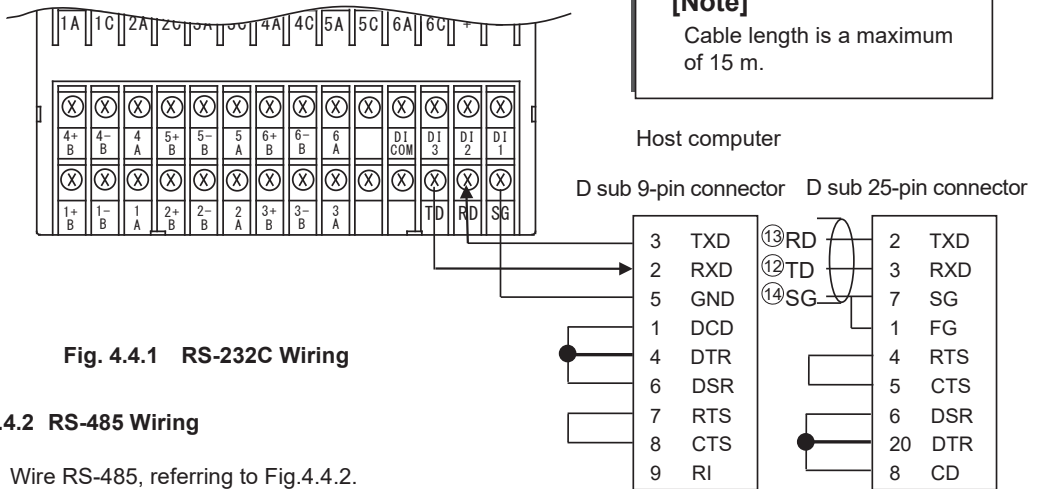 [Note]
Cable length is a maximum
of 15 m.
1A 1C 2A 2C 3A 3C 4A 4C 5A 5C 6A 6C +
4+ B 4- B 4 A 5+ B 5- B 5 A 6+ B 6- B 6 A DI COM DI 3 DI 2 DI 1
1+ B 1- B 1 A 2+ B 2- B 2 A 3+ B 3- B 3 A TD RD SG
Host computer
D sub 9-pin connector D sub 25-pin connector
3 TXD ⑬RD 2 TXD
2 RXD ⑫TD 3 RXD
5 GND ⑭SG 7 SG
1 DCD 1 FG
4 DTR 4 RTS
6 DSR 5 CTS
7 RTS 6 DSR
8 CTS 20 DTR
9 RI 8 CD
Fig. 4.4.1 RS-232C Wiring
.4.2 RS-485 Wiring
Wire RS-485, referring to Fig.4.4.2.